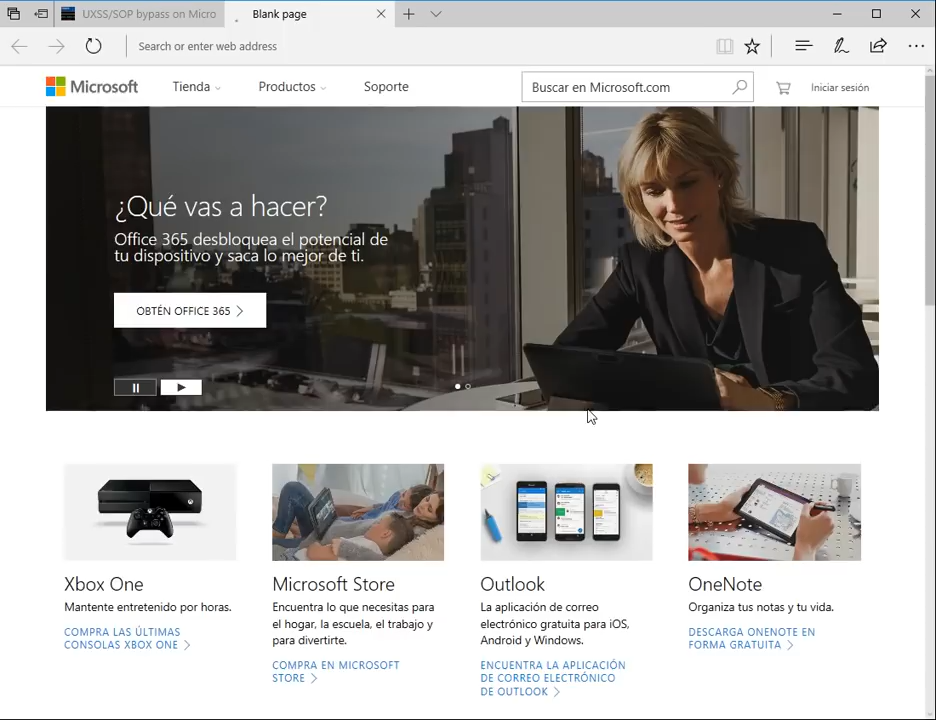 UXSS/SOP bypass on Micro
Blank page
Search or enter web address
Microsoft
Tienda
Productos
Soporte
Buscar en Microsoft.com
Iniciar sesión
¿Qué vas a hacer?
Office 365 desbloquea el potencial de
tu dispositivo y saca lo mejor de ti.
OBTÉN OFFICE 365
Xbox One
Mantente entretenido por horas.
COMPRA LAS ÚLTIMAS
CONSOLAS XBOX ONE
Microsoft Store
Encuentra lo que necesitas para
el hogar, la escuela, el trabajo y
para divertirte.
COMPRA EN MICROSOFT
STORE
Outlook
La aplicación de correo
electrónico gratuita para iOS,
Android y Windows.
ENCUENTRA LA APLICACIÓN
DE CORREO ELECTRÓNICO
DE OUTLOOK
OneNote
Organiza tus notas y tu vida.
DESCARGA ONENOTE EN
FORMA GRATUITA